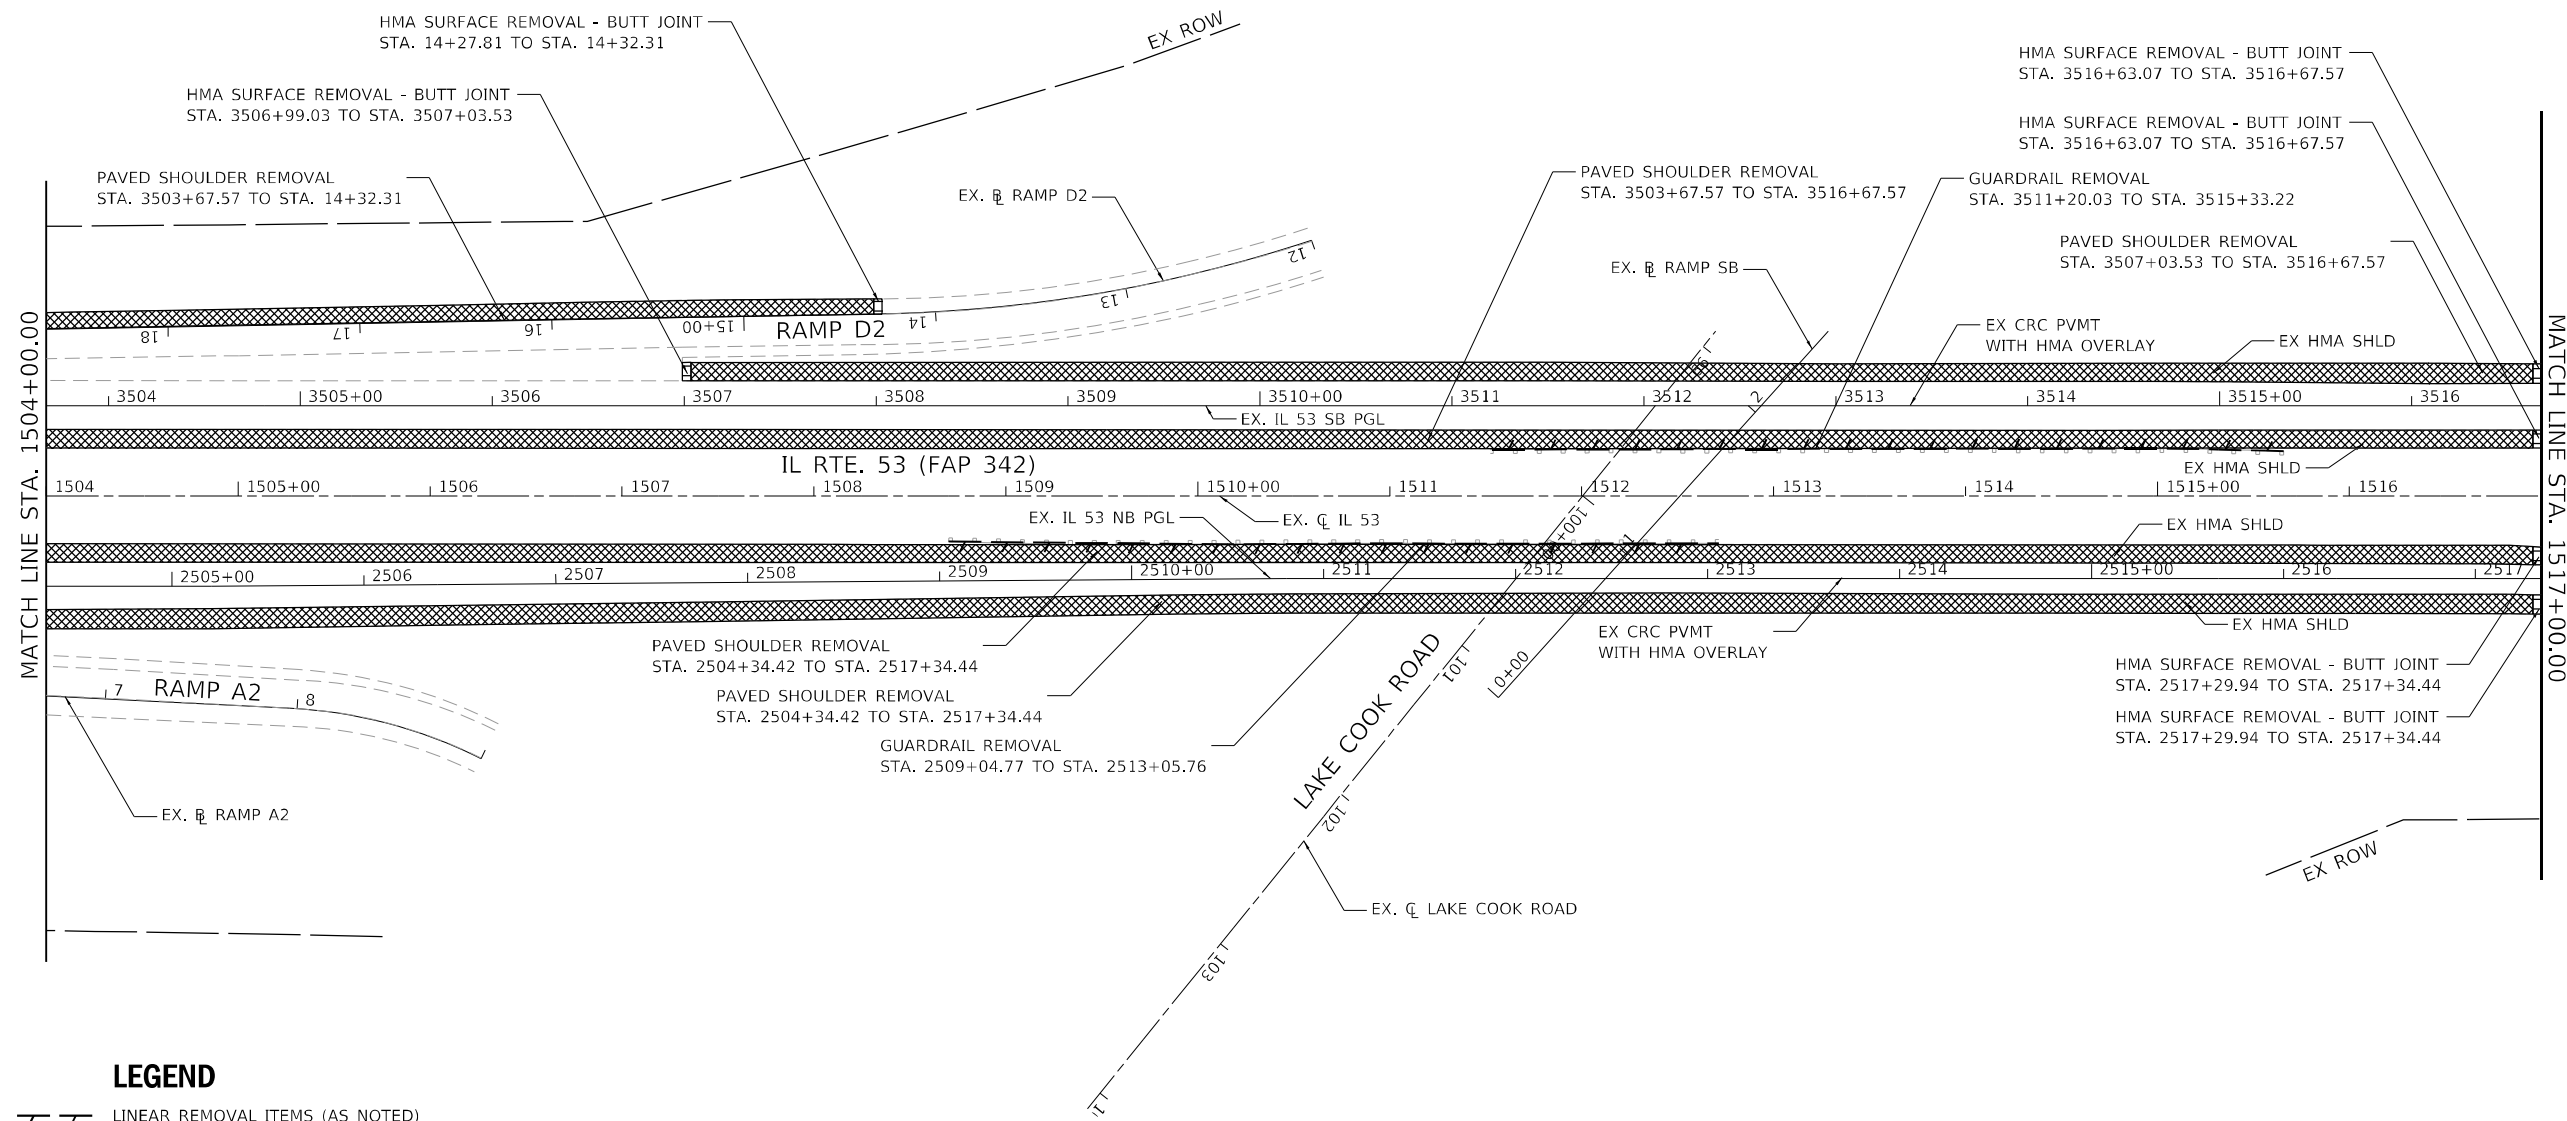 HMA SURFACE REMOVAL - BUTT JOINT
STA. 14+27.81 TO STA. 14+32.31
EX ROW
HMA SURFACE REMOVAL - BUTT JOINT
STA. 3516+63.07 TO STA. 3516+67.57
HMA SURFACE REMOVAL - BUTT JOINT
STA. 3506+99.03 TO STA. 3507+03.53
HMA SURFACE REMOVAL - BUTT JOINT
STA. 3516+63.07 TO STA. 3516+67.57
PAVED SHOULDER REMOVAL
STA. 3503+67.57 TO STA. 14+32.31
PAVED SHOULDER REMOVAL
STA. 3503+67.57 TO STA. 3516+67.57
GUARDRAIL REMOVAL
STA. 3511+20.03 TO STA. 3515+33.22
EX. BL RAMP D2
PAVED SHOULDER REMOVAL
STA. 3507+03.53 TO STA. 3516+67.57
EX. BL RAMP SB
18 17 16 15+00 14 13 12
RAMP D2
EX CRC PVMT
WITH HMA OVERLAY
EX HMA SHLD
MATCH LINE STA. 1504+00.00
MATCH LINE STA. 1517+00.00
3504 3505+00 3506 3507 3508 3509 3510+00 3511 3512 3513 3514 3515+00 3516
EX. IL 53 SB PGL
12
IL RTE. 53 (FAP 342)
EX HMA SHLD
1504 1505+00 1506 1507 1508 1509 1510+00 1511 1512 1513 1514 1515+00 1516
EX. IL 53 NB PGL
EX. CL IL 53
100+00
11
EX HMA SHLD
2505+00 2506 2507 2508 2509 2510+00 2511 2512 2513 2514 2515+00 2516 2517
PAVED SHOULDER REMOVAL
STA. 2504+34.42 TO STA. 2517+34.44
EX CRC PVMT
WITH HMA OVERLAY
EX HMA SHLD
10+00
101
LAKE COOK ROAD
HMA SURFACE REMOVAL - BUTT JOINT
STA. 2517+29.94 TO STA. 2517+34.44
7 RAMP A2 8
PAVED SHOULDER REMOVAL
STA. 2504+34.42 TO STA. 2517+34.44
HMA SURFACE REMOVAL - BUTT JOINT
STA. 2517+29.94 TO STA. 2517+34.44
GUARDRAIL REMOVAL
STA. 2509+04.77 TO STA. 2513+05.76
EX. BL RAMP A2
102
EX ROW
EX. CL LAKE COOK ROAD
103
LEGEND
LINEAR REMOVAL ITEMS (AS NOTED)